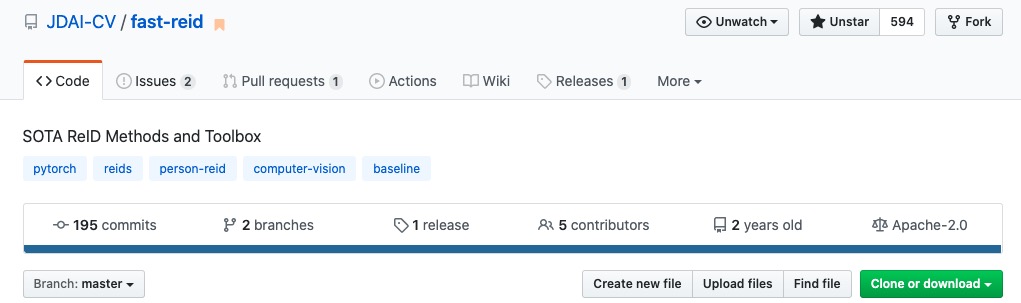 JDAI-CV / fast-reid Unwatch Unstar 594 Fork
Code Issues 2 Pull requests 1 Actions Wiki Releases 1 More
SOTA ReID Methods and Toolbox
pytorch reids person-reid computer-vision baseline
195 commits 2 branches 1 release 5 contributors 2 years old Apache-2.0
Branch: master Create new file Upload files Find file Clone or download